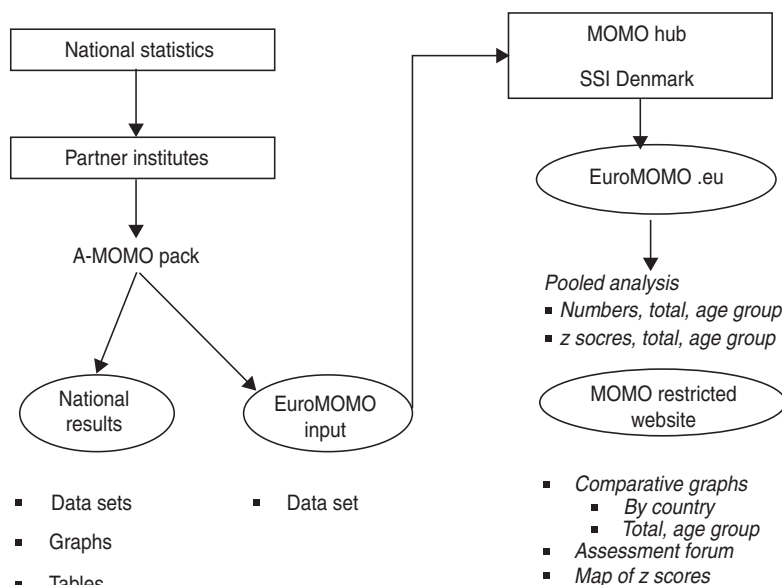 National statistics
Partner institutes
A-MOMO pack
National
results
EuroMOMO
input
▪ Data sets
▪ Graphs
▪ Tables
▪ Data set
MOMO hub
SSI Denmark
EuroMOMO .eu
Pooled analysis
▪ Numbers, total, age group
▪ z socres, total, age group
MOMO restricted
website
▪ Comparative graphs
▪ By country
▪ Total, age group
▪ Assessment forum
▪ Map of z scores